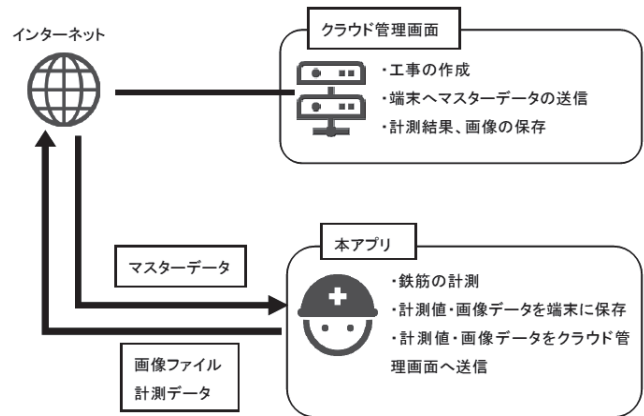 インターネット
クラウド管理画面
・工事の作成
・端末へマスターデータの送信
・計測結果、画像の保存
マスターデータ
本アプリ
・鉄筋の計測
・計測値・画像データを端末に保存
・計測値・画像データをクラウド管
理画面へ送信
画像ファイル
計測データ